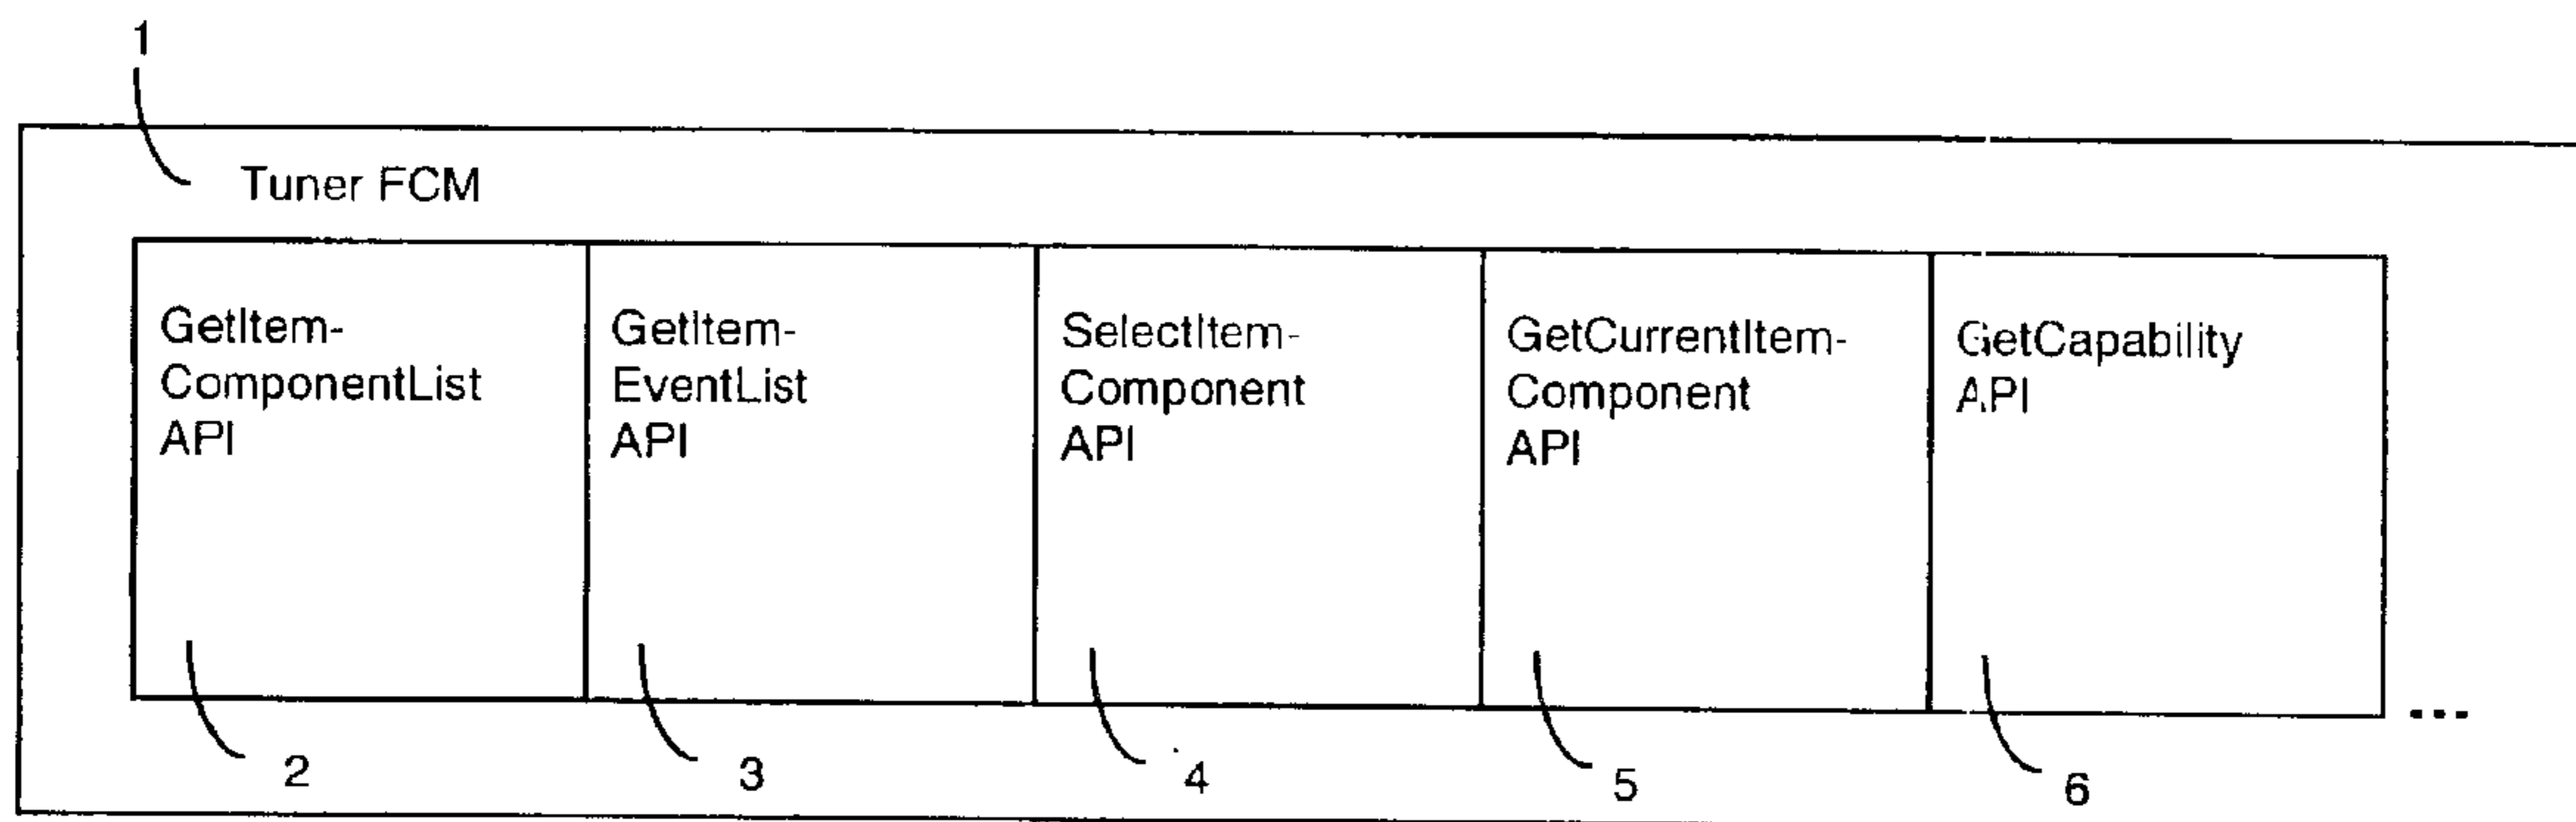 1
Tuner FCM
GetItem-
ComponentList
API
GetItem-
EventList
API
SelectItem-
Component
API
GetCurrentItem-
Component
API
GetCapability
API
...
2
3
4
5
6